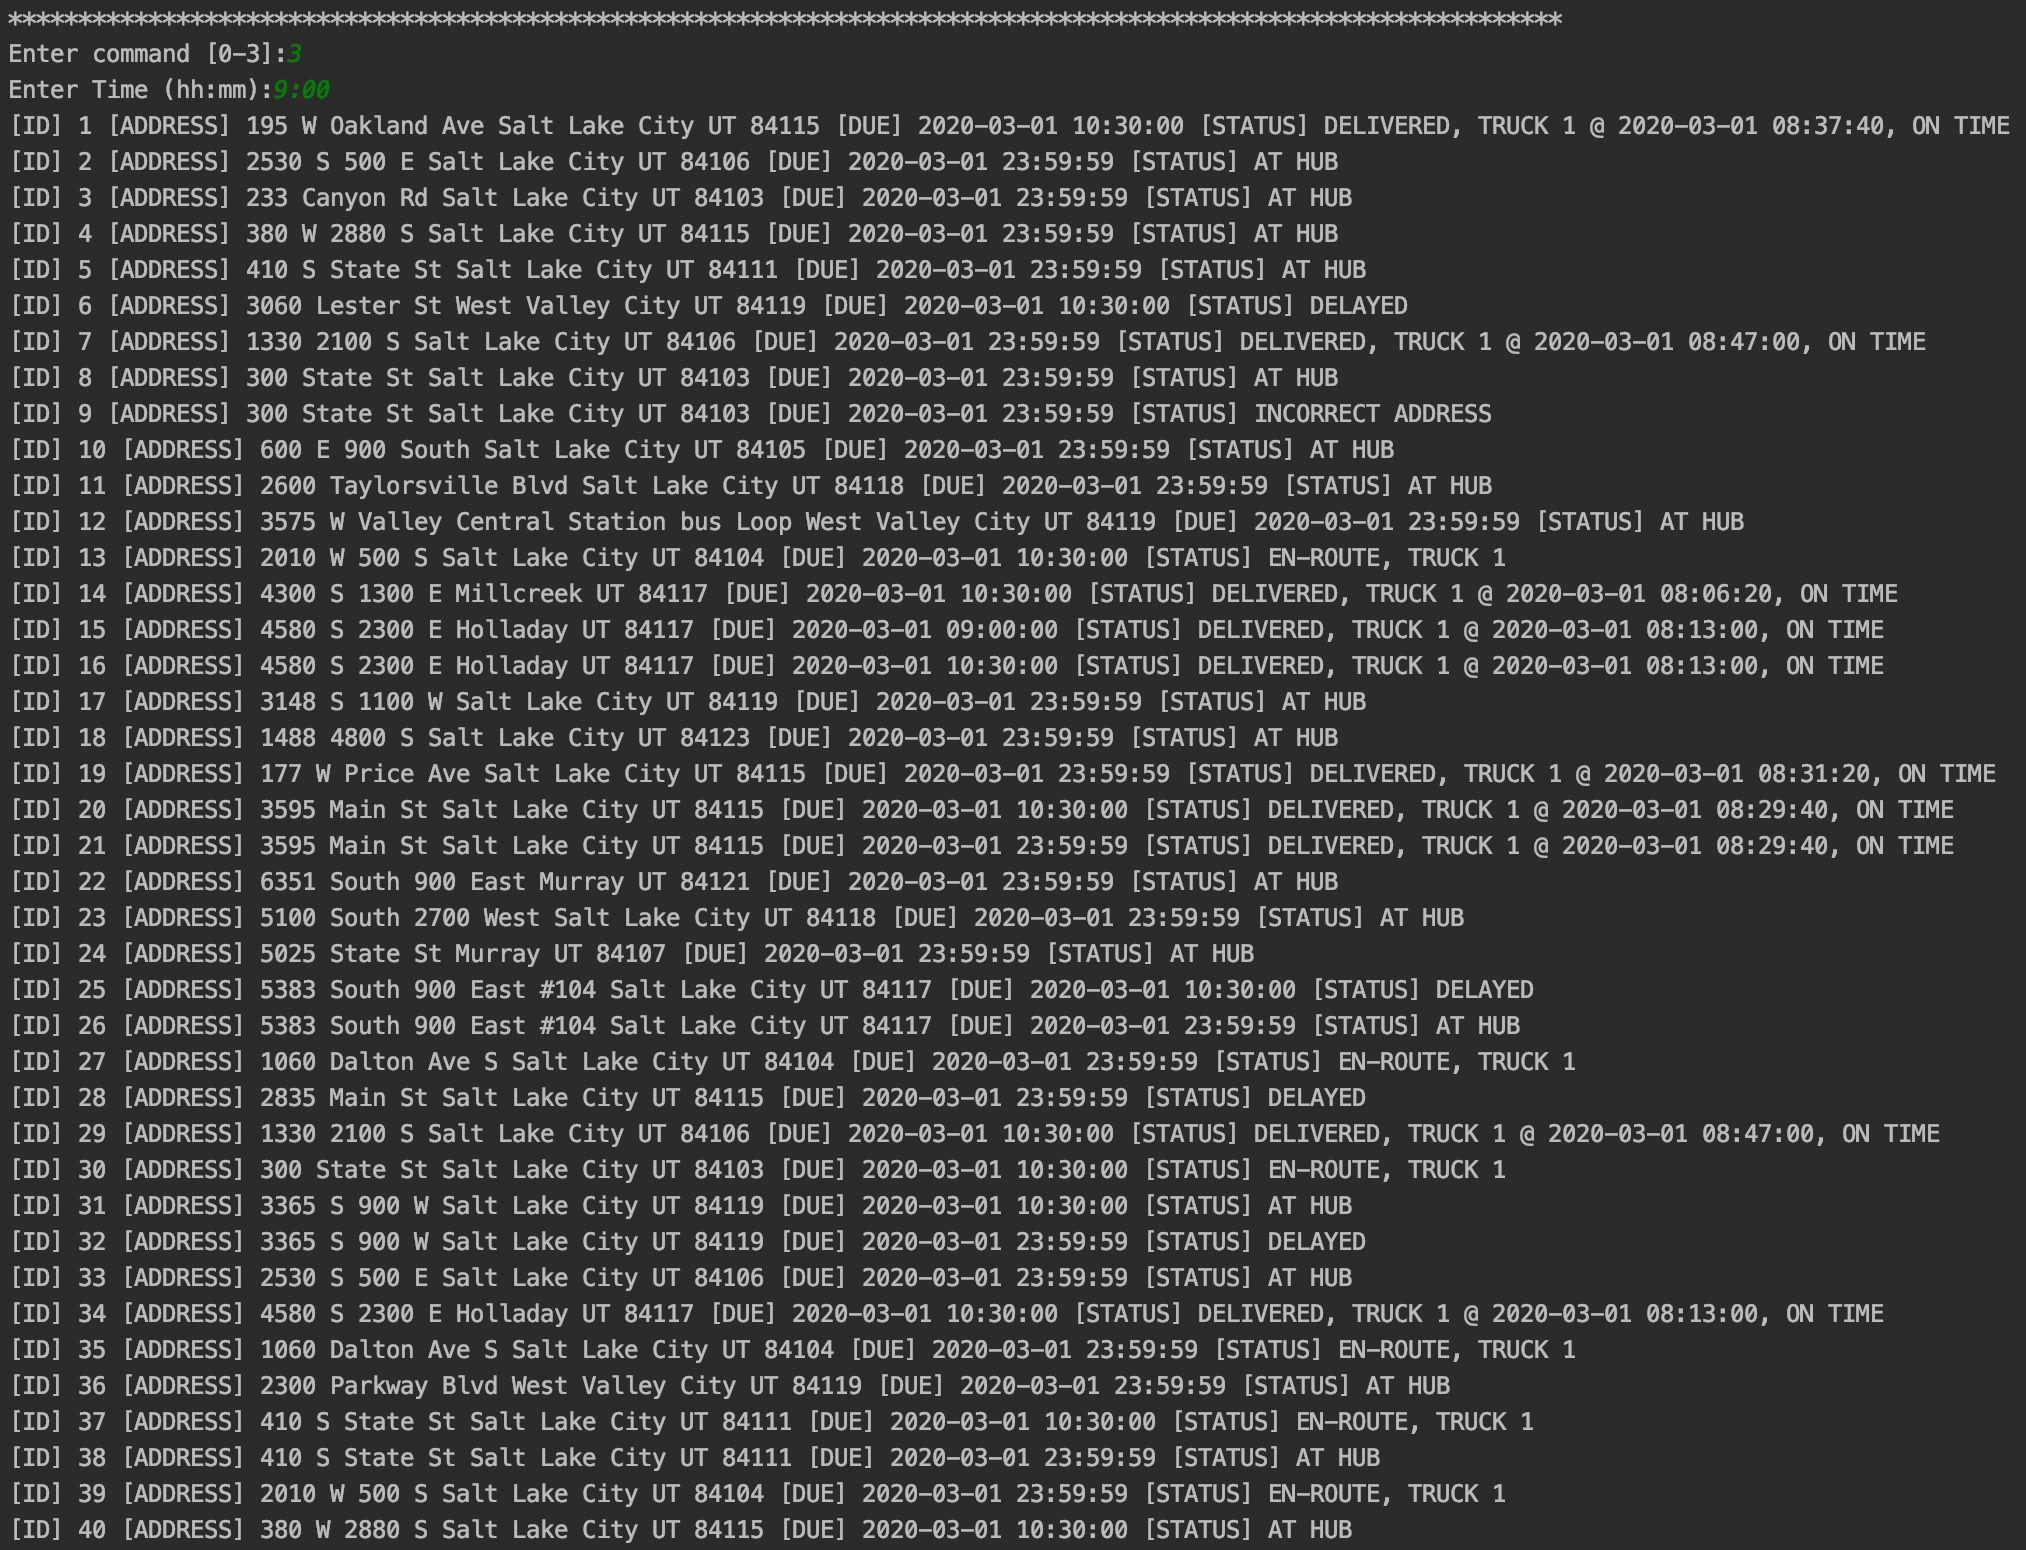 ***************************************************************************************************************
Enter command [0-3]:3
Enter Time (hh:mm):9:00
[ID] 1 [ADDRESS] 195 W Oakland Ave Salt Lake City UT 84115 [DUE] 2020-03-01 10:30:00 [STATUS] DELIVERED, TRUCK 1 @ 2020-03-01 08:37:40, ON TIME
[ID] 2 [ADDRESS] 2530 S 500 E Salt Lake City UT 84106 [DUE] 2020-03-01 23:59:59 [STATUS] AT HUB
[ID] 3 [ADDRESS] 233 Canyon Rd Salt Lake City UT 84103 [DUE] 2020-03-01 23:59:59 [STATUS] AT HUB
[ID] 4 [ADDRESS] 380 W 2880 S Salt Lake City UT 84115 [DUE] 2020-03-01 23:59:59 [STATUS] AT HUB
[ID] 5 [ADDRESS] 410 S State St Salt Lake City UT 84111 [DUE] 2020-03-01 23:59:59 [STATUS] AT HUB
[ID] 6 [ADDRESS] 3060 Lester St West Valley City UT 84119 [DUE] 2020-03-01 10:30:00 [STATUS] DELAYED
[ID] 7 [ADDRESS] 1330 2100 S Salt Lake City UT 84106 [DUE] 2020-03-01 23:59:59 [STATUS] DELIVERED, TRUCK 1 @ 2020-03-01 08:47:00, ON TIME
[ID] 8 [ADDRESS] 300 State St Salt Lake City UT 84103 [DUE] 2020-03-01 23:59:59 [STATUS] AT HUB
[ID] 9 [ADDRESS] 300 State St Salt Lake City UT 84103 [DUE] 2020-03-01 23:59:59 [STATUS] INCORRECT ADDRESS
[ID] 10 [ADDRESS] 600 E 900 South Salt Lake City UT 84105 [DUE] 2020-03-01 23:59:59 [STATUS] AT HUB
[ID] 11 [ADDRESS] 2600 Taylorsville Blvd Salt Lake City UT 84118 [DUE] 2020-03-01 23:59:59 [STATUS] AT HUB
[ID] 12 [ADDRESS] 3575 W Valley Central Station bus Loop West Valley City UT 84119 [DUE] 2020-03-01 23:59:59 [STATUS] AT HUB
[ID] 13 [ADDRESS] 2010 W 500 S Salt Lake City UT 84104 [DUE] 2020-03-01 10:30:00 [STATUS] EN-ROUTE, TRUCK 1
[ID] 14 [ADDRESS] 4300 S 1300 E Millcreek UT 84117 [DUE] 2020-03-01 10:30:00 [STATUS] DELIVERED, TRUCK 1 @ 2020-03-01 08:06:20, ON TIME
[ID] 15 [ADDRESS] 4580 S 2300 E Holladay UT 84117 [DUE] 2020-03-01 09:00:00 [STATUS] DELIVERED, TRUCK 1 @ 2020-03-01 08:13:00, ON TIME
[ID] 16 [ADDRESS] 4580 S 2300 E Holladay UT 84117 [DUE] 2020-03-01 10:30:00 [STATUS] DELIVERED, TRUCK 1 @ 2020-03-01 08:13:00, ON TIME
[ID] 17 [ADDRESS] 3148 S 1100 W Salt Lake City UT 84119 [DUE] 2020-03-01 23:59:59 [STATUS] AT HUB
[ID] 18 [ADDRESS] 1488 4800 S Salt Lake City UT 84123 [DUE] 2020-03-01 23:59:59 [STATUS] AT HUB
[ID] 19 [ADDRESS] 177 W Price Ave Salt Lake City UT 84115 [DUE] 2020-03-01 23:59:59 [STATUS] DELIVERED, TRUCK 1 @ 2020-03-01 08:31:20, ON TIME
[ID] 20 [ADDRESS] 3595 Main St Salt Lake City UT 84115 [DUE] 2020-03-01 10:30:00 [STATUS] DELIVERED, TRUCK 1 @ 2020-03-01 08:29:40, ON TIME
[ID] 21 [ADDRESS] 3595 Main St Salt Lake City UT 84115 [DUE] 2020-03-01 23:59:59 [STATUS] DELIVERED, TRUCK 1 @ 2020-03-01 08:29:40, ON TIME
[ID] 22 [ADDRESS] 6351 South 900 East Murray UT 84121 [DUE] 2020-03-01 23:59:59 [STATUS] AT HUB
[ID] 23 [ADDRESS] 5100 South 2700 West Salt Lake City UT 84118 [DUE] 2020-03-01 23:59:59 [STATUS] AT HUB
[ID] 24 [ADDRESS] 5025 State St Murray UT 84107 [DUE] 2020-03-01 23:59:59 [STATUS] AT HUB
[ID] 25 [ADDRESS] 5383 South 900 East #104 Salt Lake City UT 84117 [DUE] 2020-03-01 10:30:00 [STATUS] DELAYED
[ID] 26 [ADDRESS] 5383 South 900 East #104 Salt Lake City UT 84117 [DUE] 2020-03-01 23:59:59 [STATUS] AT HUB
[ID] 27 [ADDRESS] 1060 Dalton Ave S Salt Lake City UT 84104 [DUE] 2020-03-01 23:59:59 [STATUS] EN-ROUTE, TRUCK 1
[ID] 28 [ADDRESS] 2835 Main St Salt Lake City UT 84115 [DUE] 2020-03-01 23:59:59 [STATUS] DELAYED
[ID] 29 [ADDRESS] 1330 2100 S Salt Lake City UT 84106 [DUE] 2020-03-01 10:30:00 [STATUS] DELIVERED, TRUCK 1 @ 2020-03-01 08:47:00, ON TIME
[ID] 30 [ADDRESS] 300 State St Salt Lake City UT 84103 [DUE] 2020-03-01 10:30:00 [STATUS] EN-ROUTE, TRUCK 1
[ID] 31 [ADDRESS] 3365 S 900 W Salt Lake City UT 84119 [DUE] 2020-03-01 10:30:00 [STATUS] AT HUB
[ID] 32 [ADDRESS] 3365 S 900 W Salt Lake City UT 84119 [DUE] 2020-03-01 23:59:59 [STATUS] DELAYED
[ID] 33 [ADDRESS] 2530 S 500 E Salt Lake City UT 84106 [DUE] 2020-03-01 23:59:59 [STATUS] AT HUB
[ID] 34 [ADDRESS] 4580 S 2300 E Holladay UT 84117 [DUE] 2020-03-01 10:30:00 [STATUS] DELIVERED, TRUCK 1 @ 2020-03-01 08:13:00, ON TIME
[ID] 35 [ADDRESS] 1060 Dalton Ave S Salt Lake City UT 84104 [DUE] 2020-03-01 23:59:59 [STATUS] EN-ROUTE, TRUCK 1
[ID] 36 [ADDRESS] 2300 Parkway Blvd West Valley City UT 84119 [DUE] 2020-03-01 23:59:59 [STATUS] AT HUB
[ID] 37 [ADDRESS] 410 S State St Salt Lake City UT 84111 [DUE] 2020-03-01 10:30:00 [STATUS] EN-ROUTE, TRUCK 1
[ID] 38 [ADDRESS] 410 S State St Salt Lake City UT 84111 [DUE] 2020-03-01 23:59:59 [STATUS] AT HUB
[ID] 39 [ADDRESS] 2010 W 500 S Salt Lake City UT 84104 [DUE] 2020-03-01 23:59:59 [STATUS] EN-ROUTE, TRUCK 1
[ID] 40 [ADDRESS] 380 W 2880 S Salt Lake City UT 84115 [DUE] 2020-03-01 10:30:00 [STATUS] AT HUB